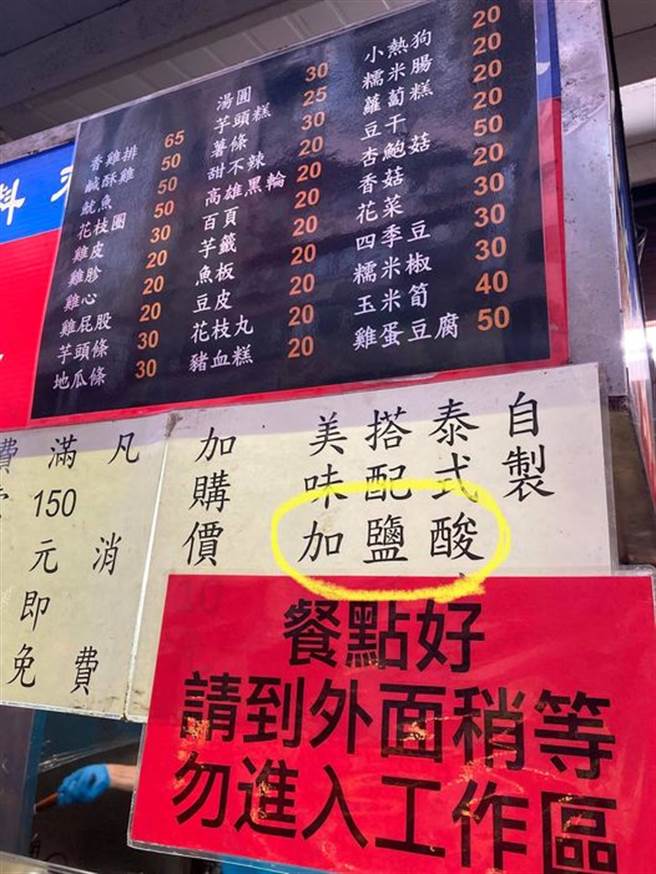 料
香雞排 65
鹹酥雞 50
魷魚 50
花枝圈 50
雞皮 30
雞胗 20
雞心 20
雞屁股 20
芋頭條 30
地瓜條 30
湯圓 30
芋頭糕 25
薯條 30
甜不辣 20
高雄黑輪 20
百頁 20
芋籤 30
魚板 20
豆皮 20
花枝丸 20
豬血糕 20
小熱狗 20
糯米腸 20
蘿蔔糕 20
豆干 20
杏鮑菇 50
香菇 20
花菜 50
四季豆 30
糯米椒 30
玉米筍 40
雞蛋豆腐 50
自製
泰式酸
搭配鹽
美味加
加購價
凡消費
滿150元即
費 免
餐點好
請到外面稍等
勿進入工作區